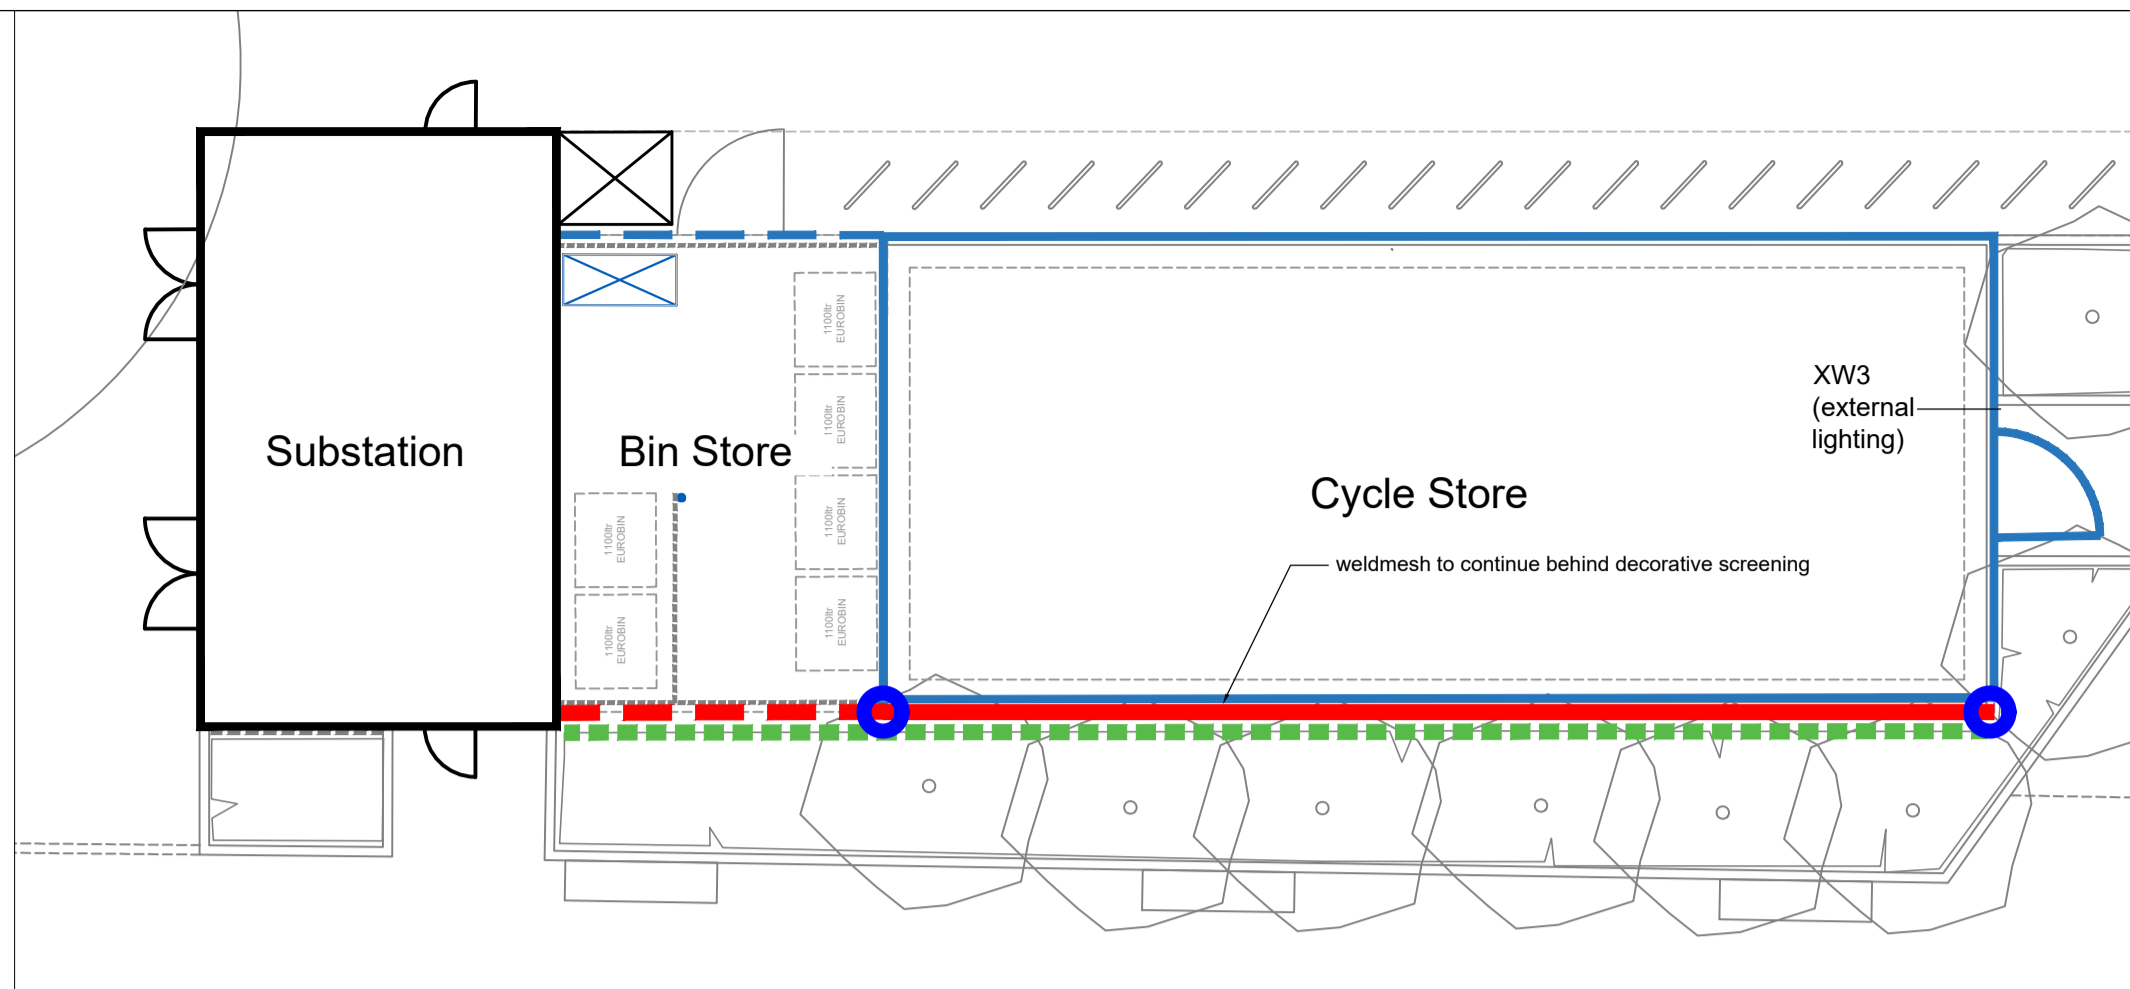 Substation
Bin Store
1100ltr
EUROBIN
1100ltr
EUROBIN
1100ltr
EUROBIN
1100ltr
EUROBIN
1100ltr
EUROBIN
1100ltr
EUROBIN
XW3
(external
lighting)
Cycle Store
weldmesh to continue behind decorative screening